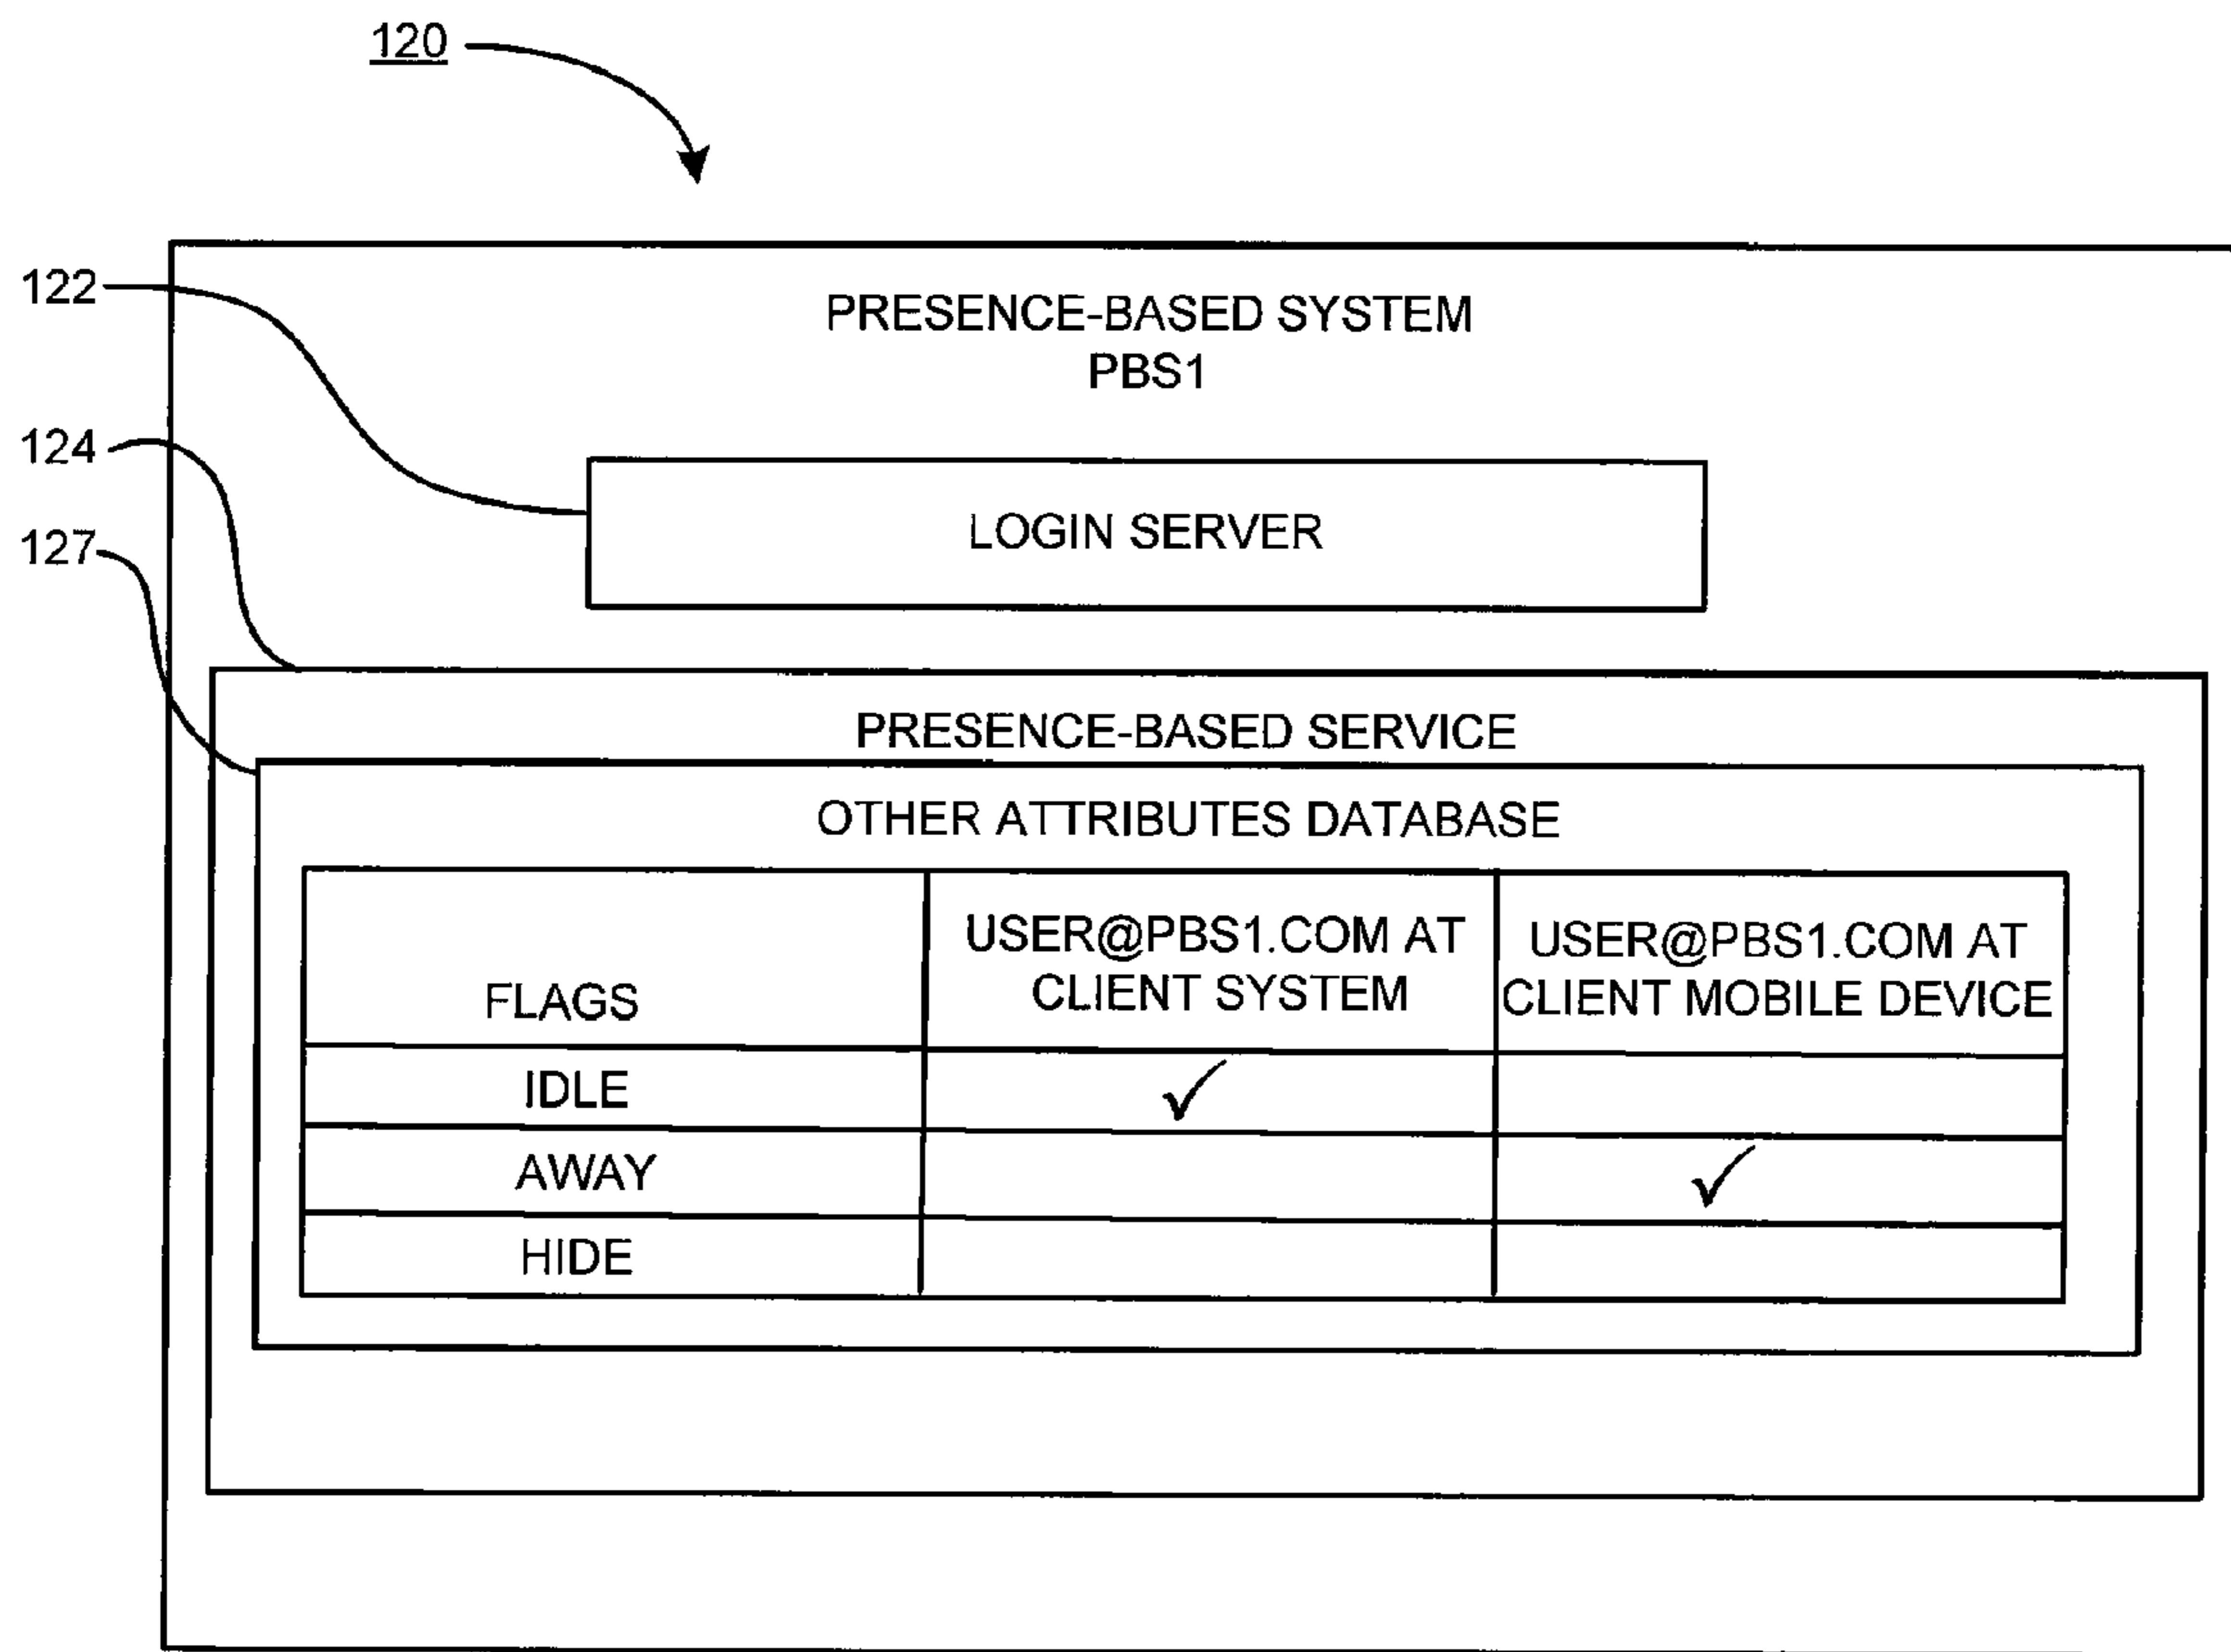 120
122
PRESENCE-BASED SYSTEM
PBS1
124
LOGIN SERVER
127
PRESENCE-BASED SERVICE
OTHER ATTRIBUTES DATABASE
FLAGS
USER@PBS1.COM AT
CLIENT SYSTEM
USER@PBS1.COM AT
CLIENT MOBILE DEVICE
IDLE ✓
AWAY ✓
HIDE